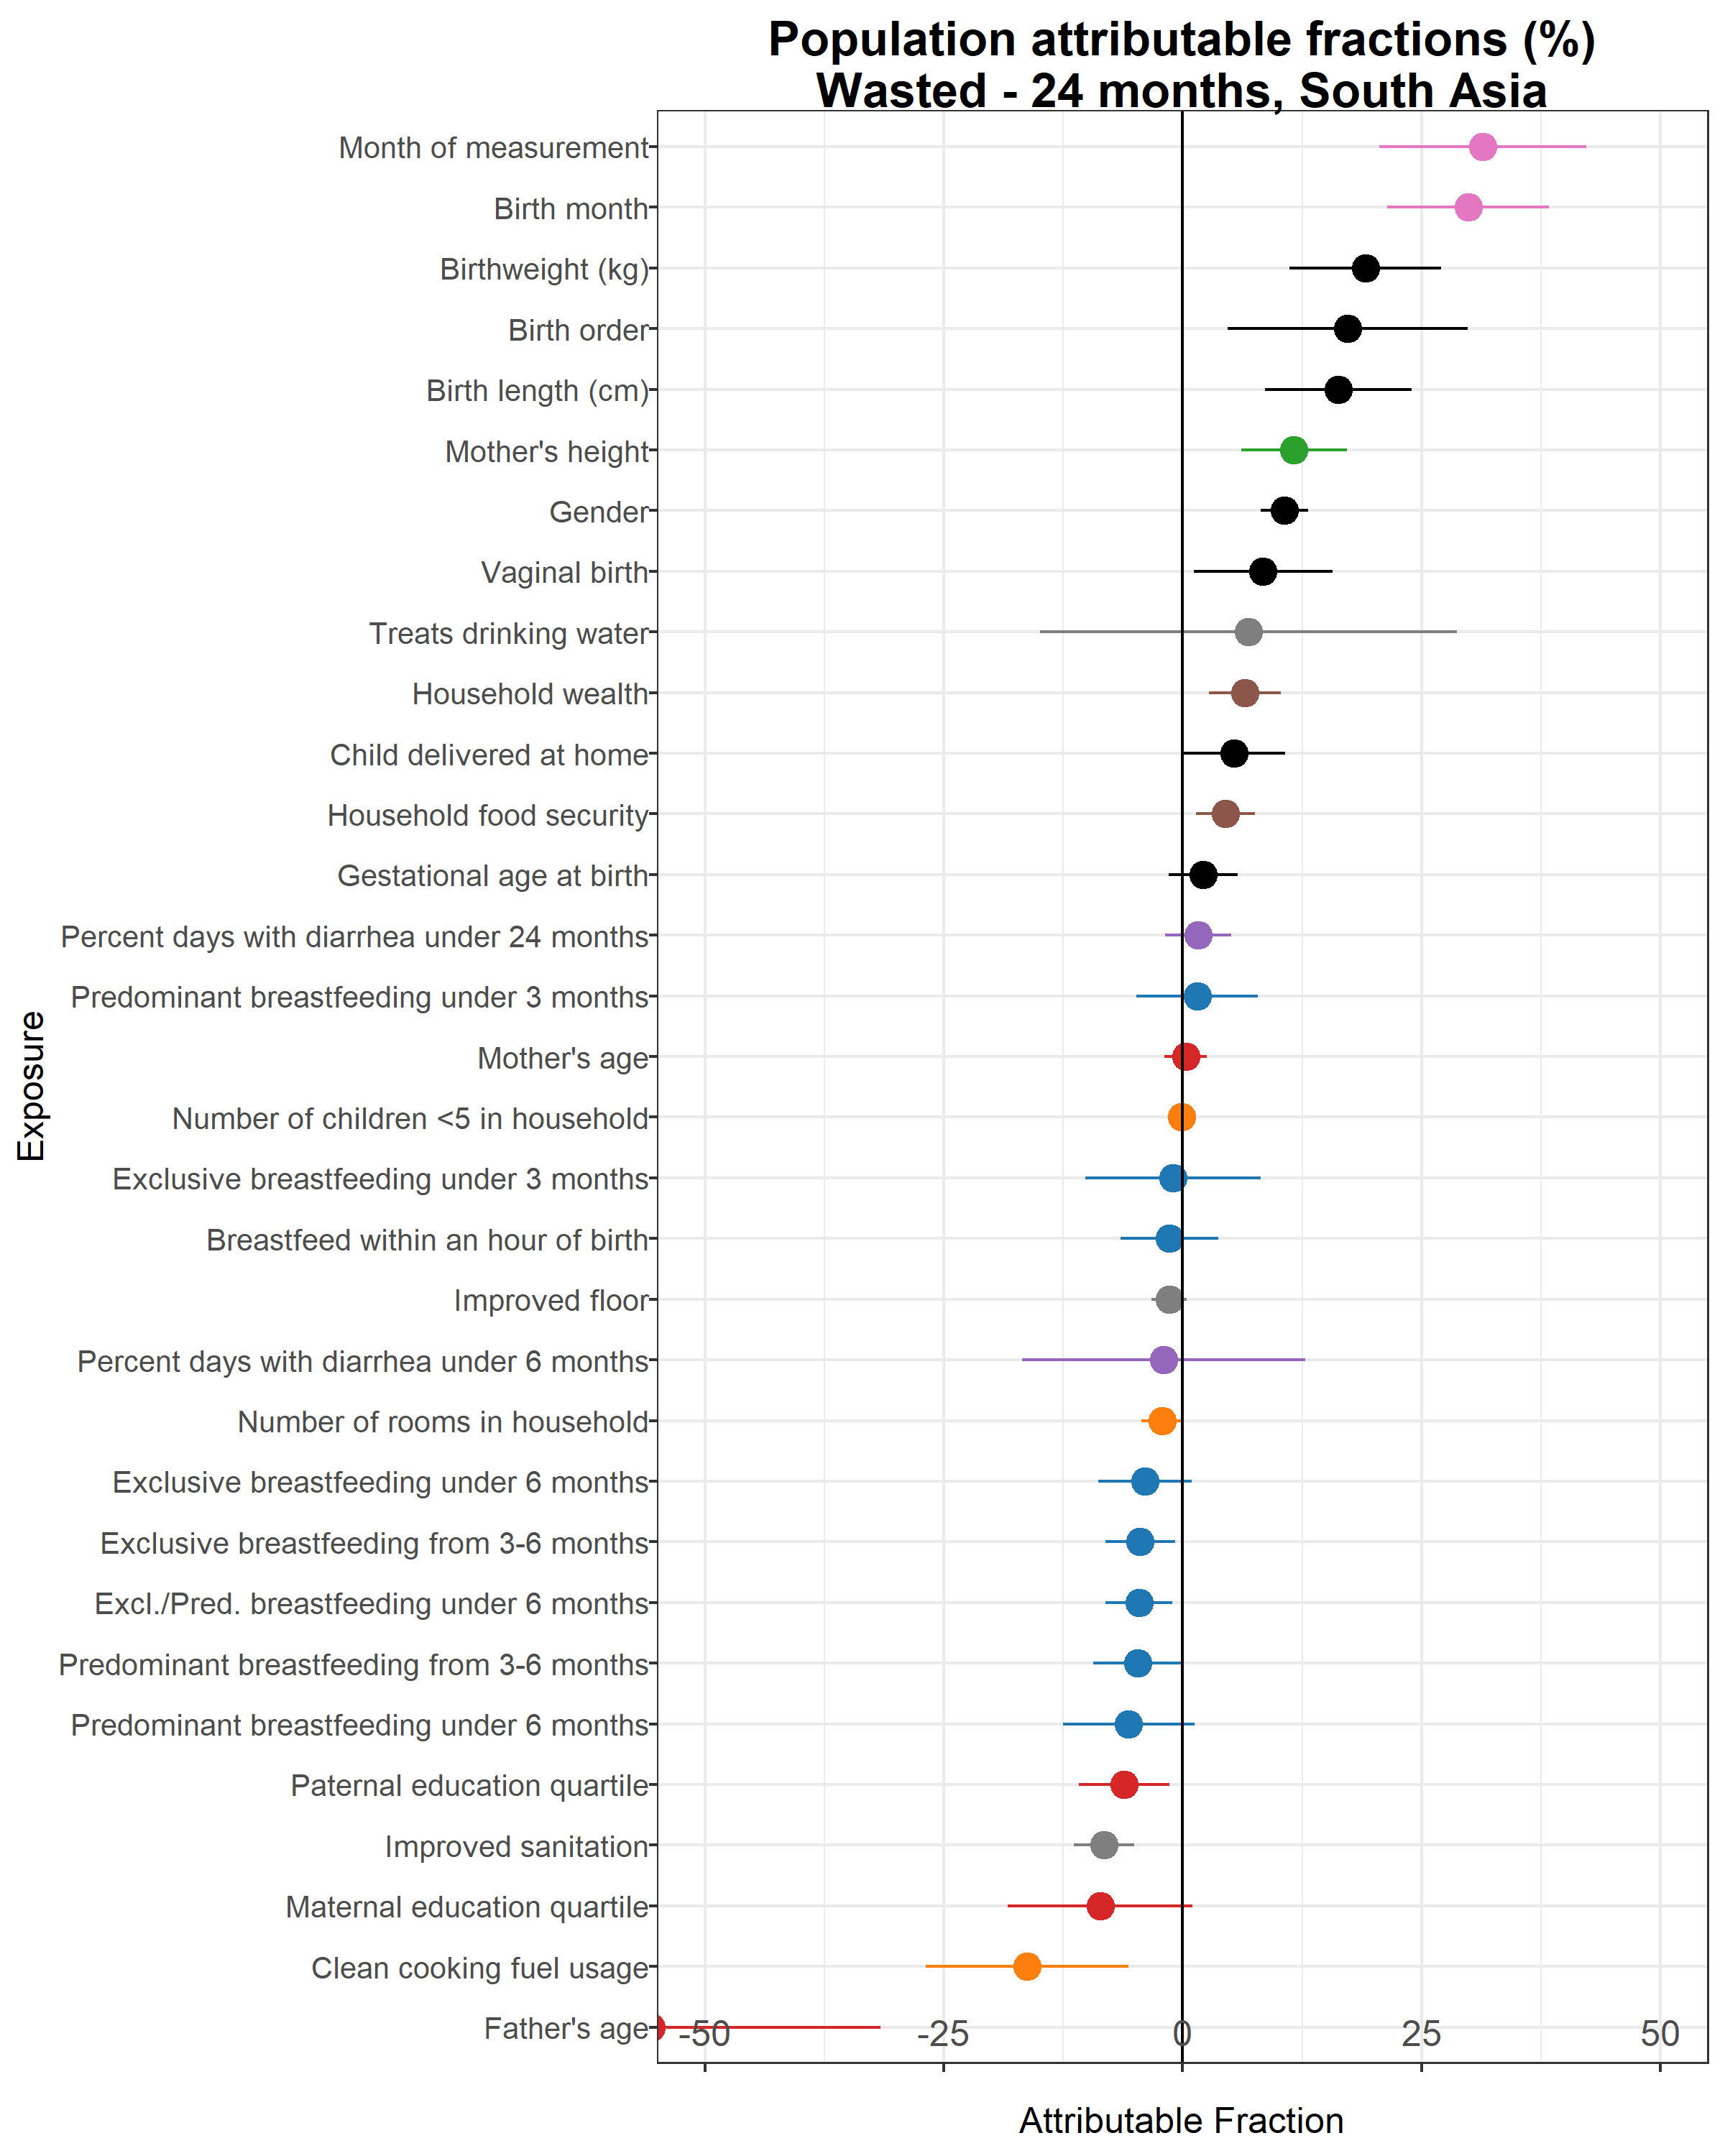 Population attributable fractions (%)
Wasted - 24 months, South Asia
Exposure
Month of measurement
Birth month
Birthweight (kg)
Birth order
Birth length (cm)
Mother's height
Gender
Vaginal birth
Treats drinking water
Household wealth
Child delivered at home
Household food security
Gestational age at birth
Percent days with diarrhea under 24 months
Predominant breastfeeding under 3 months
Mother's age
Number of children <5 in household
Exclusive breastfeeding under 3 months
Breastfeed within an hour of birth
Improved floor
Percent days with diarrhea under 6 months
Number of rooms in household
Exclusive breastfeeding under 6 months
Exclusive breastfeeding from 3-6 months
Excl./Pred. breastfeeding under 6 months
Predominant breastfeeding from 3-6 months
Predominant breastfeeding under 6 months
Paternal education quartile
Improved sanitation
Maternal education quartile
Clean cooking fuel usage
Father's age
-50 -25 0 25 50
Attributable Fraction